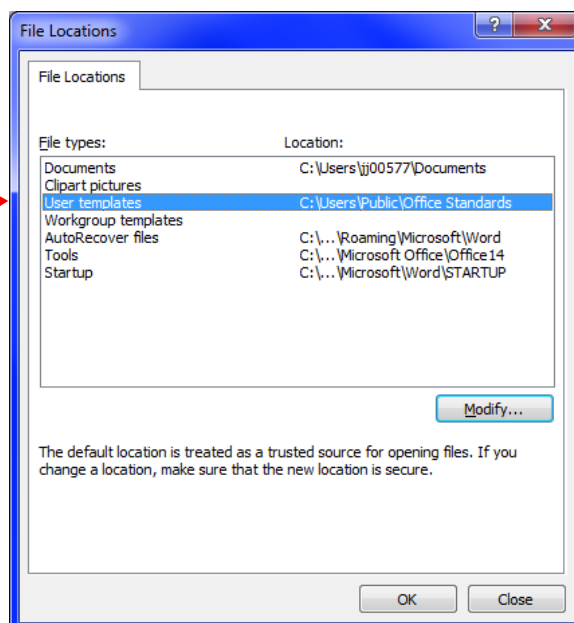 File Locations
File Locations
File types: Location:
Documents C:\Users\jj00577\Documents
Clipart pictures
User templates C:\Users\Public\Office Standards
Workgroup templates
AutoRecover files C:\...\Roaming\Microsoft\Word
Tools C:\...\Microsoft Office\Office14
Startup C:\...\Microsoft\Word\STARTUP
Modify...
The default location is treated as a trusted source for opening files. If you
change a location, make sure that the new location is secure.
OK Close